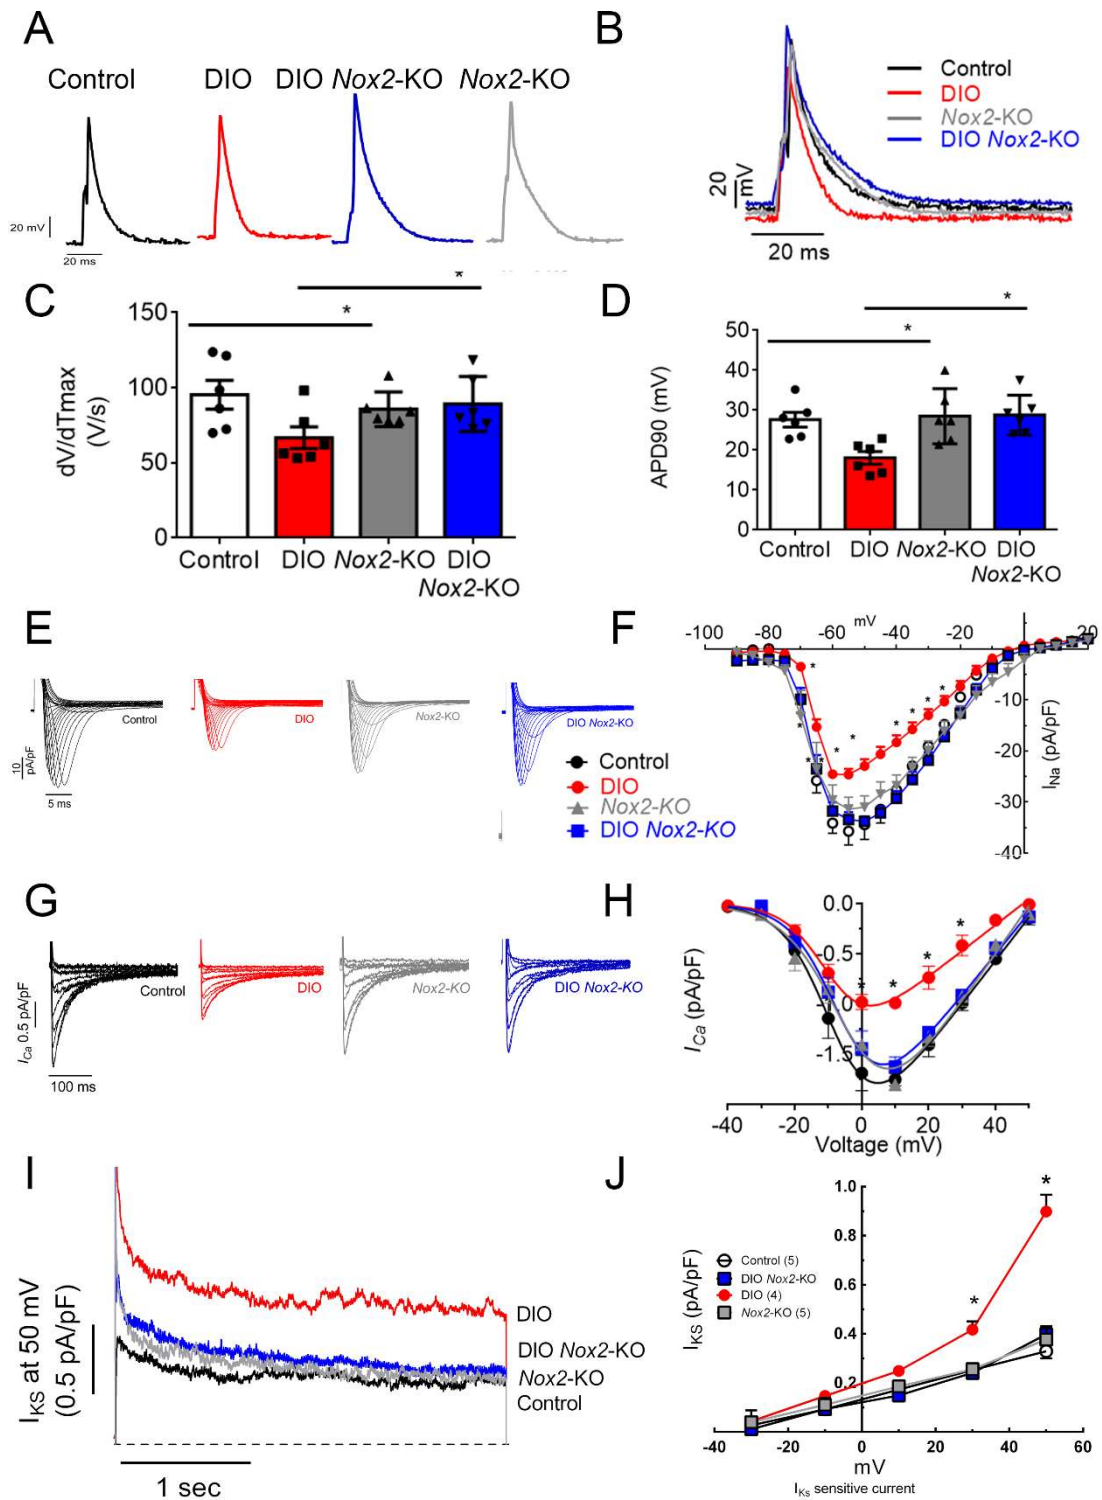 A
Control
DIO
DIO Nox2-KO
Nox2-KO
20 mV
20 ms
B
Control
DIO
Nox2-KO
DIO Nox2-KO
20
mV
20 ms
C
*
*
dV/dTmax
(V/s)
150
100
50
0
Control
DIO
Nox2-KO
DIO
Nox2-KO
D
*
*
APD90 (mV)
50
40
30
20
10
0
Control
DIO
Nox2-KO
DIO
Nox2-KO
E
Control
DIO
Nox2-KO
DIO Nox2-KO
10
pA/pF
5 ms
F
mV
-100
-80
-60
-40
-20
20
-10
-20
-30
-40
INa (pA/pF)
Control
DIO
Nox2-KO
DIO Nox2-KO
G
Control
DIO
Nox2-KO
DIO Nox2-KO
ICa 0.5 pA/pF
100 ms
H
0.0
-0.5
-1.0
-1.5
ICa (pA/pF)
* * * *
-40
-20
0
20
40
Voltage (mV)
I
IKS at 50 mV
(0.5 pA/pF)
DIO
DIO Nox2-KO
Nox2-KO
Control
1 sec
J
IKS (pA/pF)
1.0
0.8
0.6
0.4
0.2
* *
Control (5)
DIO Nox2-KO
DIO (4)
Nox2-KO (5)
-40
-20
0
20
40
60
mV
IKs sensitive current